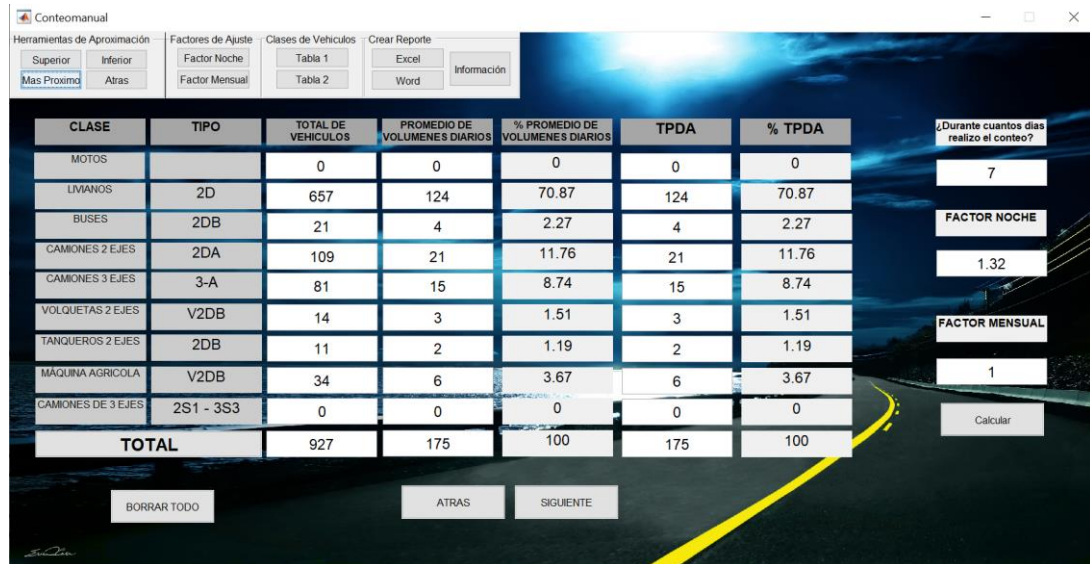 Conteomanual
Herramientas de Aproximación Factores de Ajuste Clases de Vehiculos Crear Reporte
Superior Inferior Factor Noche Tabla 1 Excel Información
Mas Proximo Atras Factor Mensual Tabla 2 Word
CLASE TIPO TOTAL DE VEHICULOS PROMEDIO DE VOLUMENES DIARIOS % PROMEDIO DE VOLUMENES DIARIOS TPDA % TPDA
MOTOS 0 0 0 0 0
LIVIANOS 2D 657 124 70.87 124 70.87
BUSES 2DB 21 4 2.27 4 2.27
CAMIONES 2 EJES 2DA 109 21 11.76 21 11.76
CAMIONES 3 EJES 3-A 81 15 8.74 15 8.74
VOLQUETAS 2 EJES V2DB 14 3 1.51 3 1.51
TANQUEROS 2 EJES 2DB 11 2 1.19 2 1.19
MÁQUINA AGRICOLA V2DB 34 6 3.67 6 3.67
CAMIONES DE 3 EJES 2S1 - 3S3 0 0 0 0 0
TOTAL 927 175 100 175 100
¿Durante cuantos dias
realizo el conteo?
7
FACTOR NOCHE
1.32
FACTOR MENSUAL
1
Calcular
BORRAR TODO ATRAS SIGUIENTE